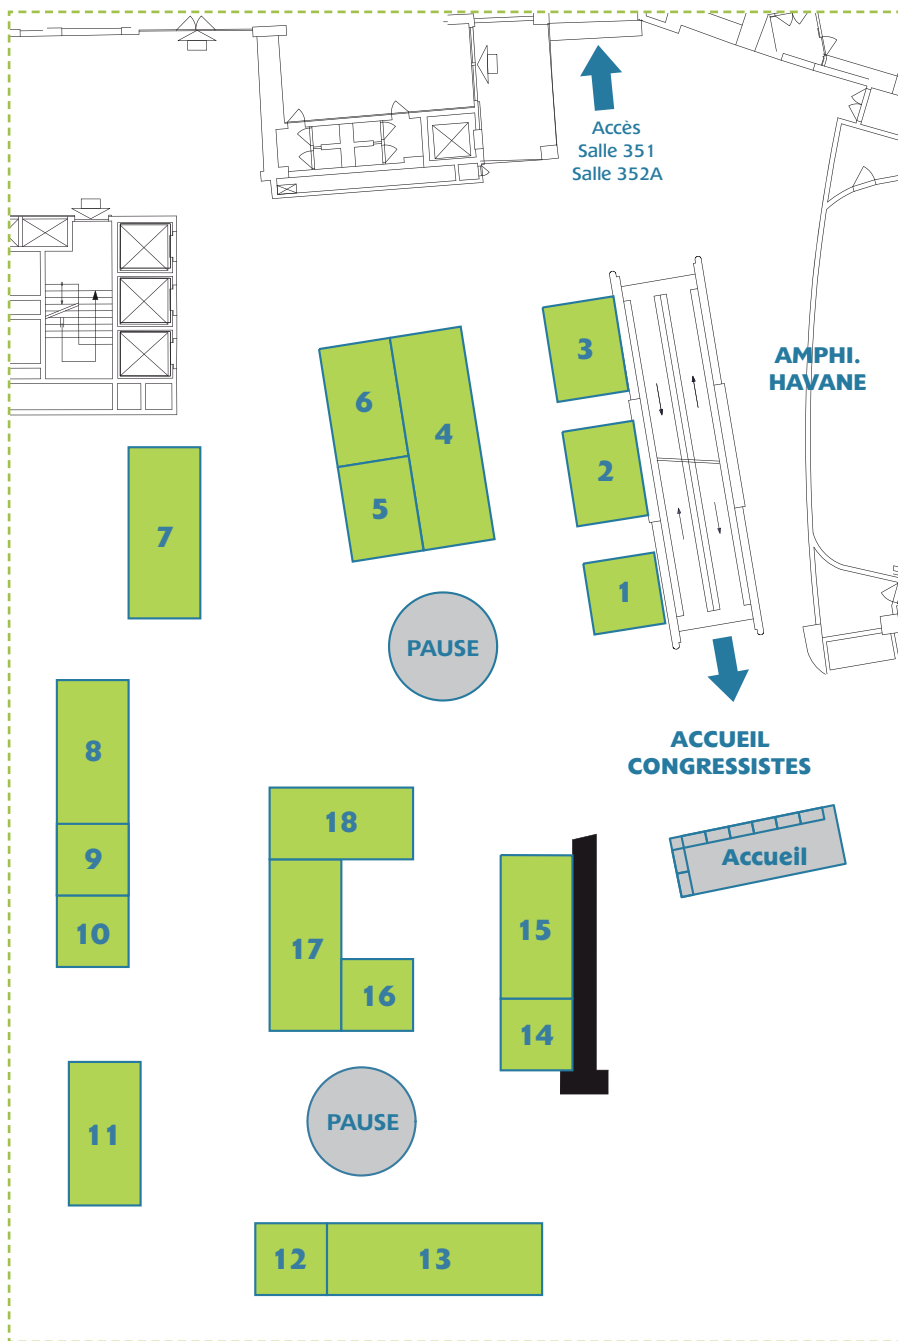 Accès
Salle 351
Salle 352A
3
AMPHI.
HAVANE
6
4
2
5
7
1
PAUSE
ACCUEIL
CONGRESSISTES
8
18
9
Accueil
10
17
15
16
14
PAUSE
11
12
13